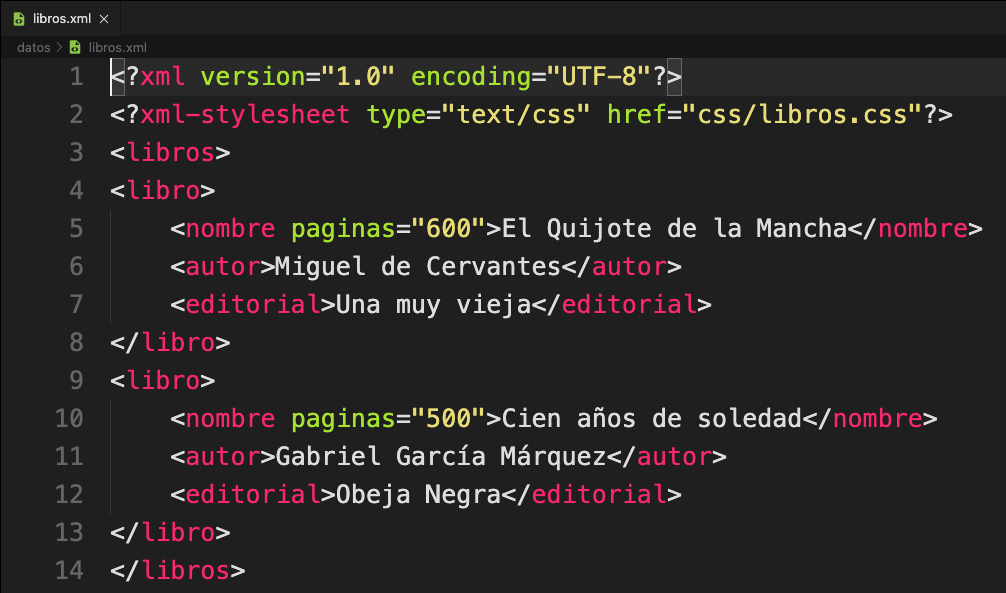 libros.xml ×
datos > libros.xml
1 <?xml version="1.0" encoding="UTF-8"?>
2 <?xml-stylesheet type="text/css" href="css/libros.css"?>
3 <libros>
4 <libro>
5     <nombre paginas="600">El Quijote de la Mancha</nombre>
6     <autor>Miguel de Cervantes</autor>
7     <editorial>Una muy vieja</editorial>
8 </libro>
9 <libro>
10     <nombre paginas="500">Cien años de soledad</nombre>
11     <autor>Gabriel García Márquez</autor>
12     <editorial>Obeja Negra</editorial>
13 </libro>
14 </libros>